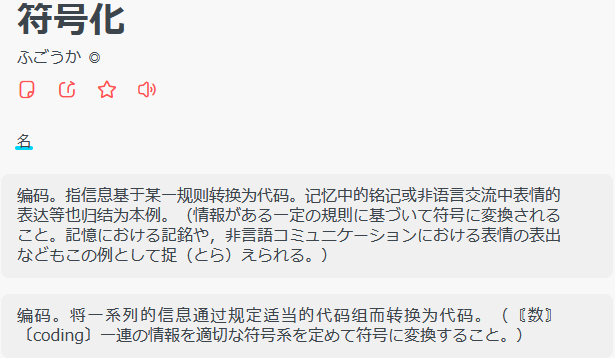 符号化
ふごうか ◎
名
编码。指信息基于某一规则转换为代码。记忆中的铭记或非语言交流中表情的
表达等也归结为本例。（情報がある一定の規則に基づいて符号に変換される
こと。記憶における記銘や，非言語コミュニケーションにおける表情の表出
などもこの例として捉（とら）えられる。）
编码。将一系列的信息通过规定适当的代码组而转换为代码。（〖数〗
〔coding〕一連の情報を適切な符号系を定めて符号に変換すること。）